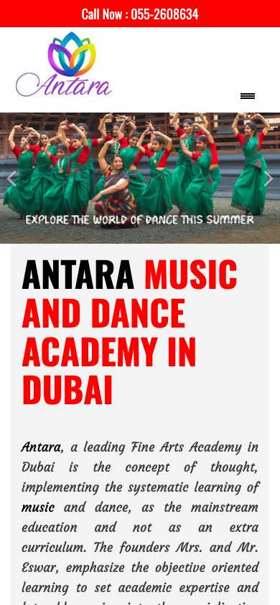 Call Now : 055-2608634
Antara
EXPLORE THE WORLD OF DANCE THIS SUMMER
ANTARA MUSIC
AND DANCE
ACADEMY IN
DUBAI
Antara, a leading Fine Arts Academy in
Dubai is the concept of thought,
implementing the systematic learning of
music and dance, as the mainstream
education and not as an extra
curriculum. The founders Mrs. and Mr.
Eswar, emphasize the objective oriented
learning to set academic expertise and